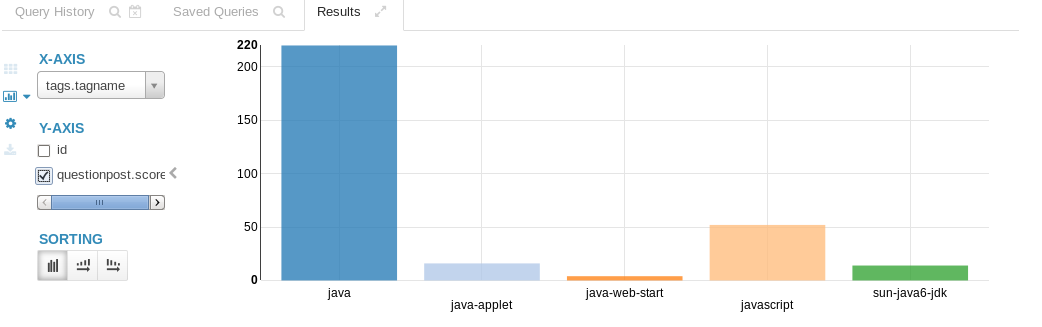 Query History
Saved Queries
Results
X-AXIS
tags.tagname
Y-AXIS
id
questionpost.score
SORTING
220
200
150
100
50
0
java
java-applet
java-web-start
javascript
sun-java6-jdk